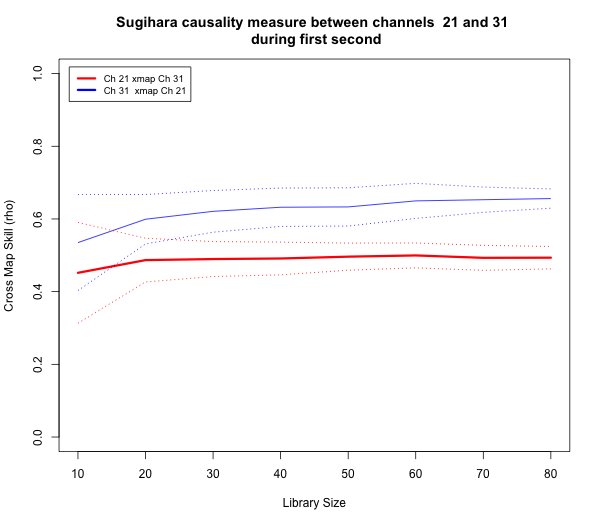 Sugihara causality measure between channels  21 and 31
during first second
Ch 21 xmap Ch 31
Ch 31  xmap Ch 21
Cross Map Skill (rho)
1.0
0.8
0.6
0.4
0.2
0.0
10 20 30 40 50 60 70 80
Library Size